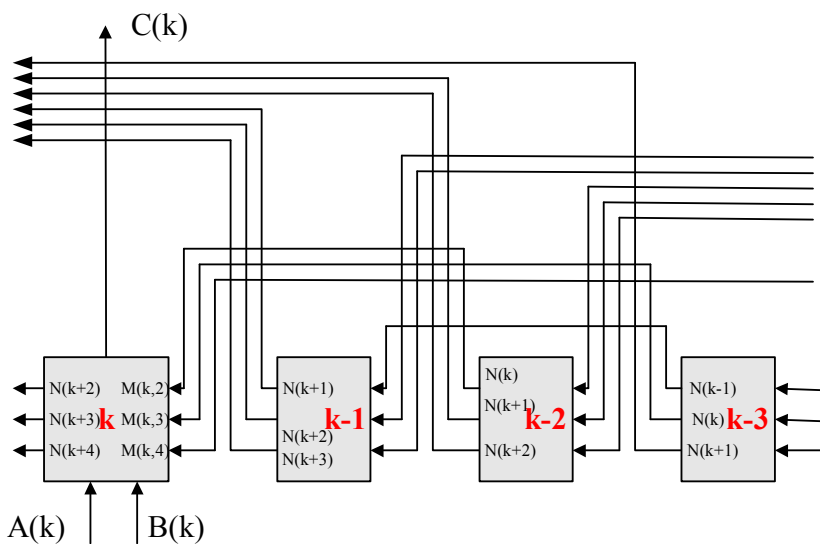 C(k)
N(k+2) M(k,2)
N(k+3) k M(k,3)
N(k+4) M(k,4)
N(k+1)
k-1
N(k+2)
N(k+3)
N(k)
N(k+1)
k-2
N(k+2)
N(k-1)
N(k) k-3
N(k+1)
A(k) B(k)